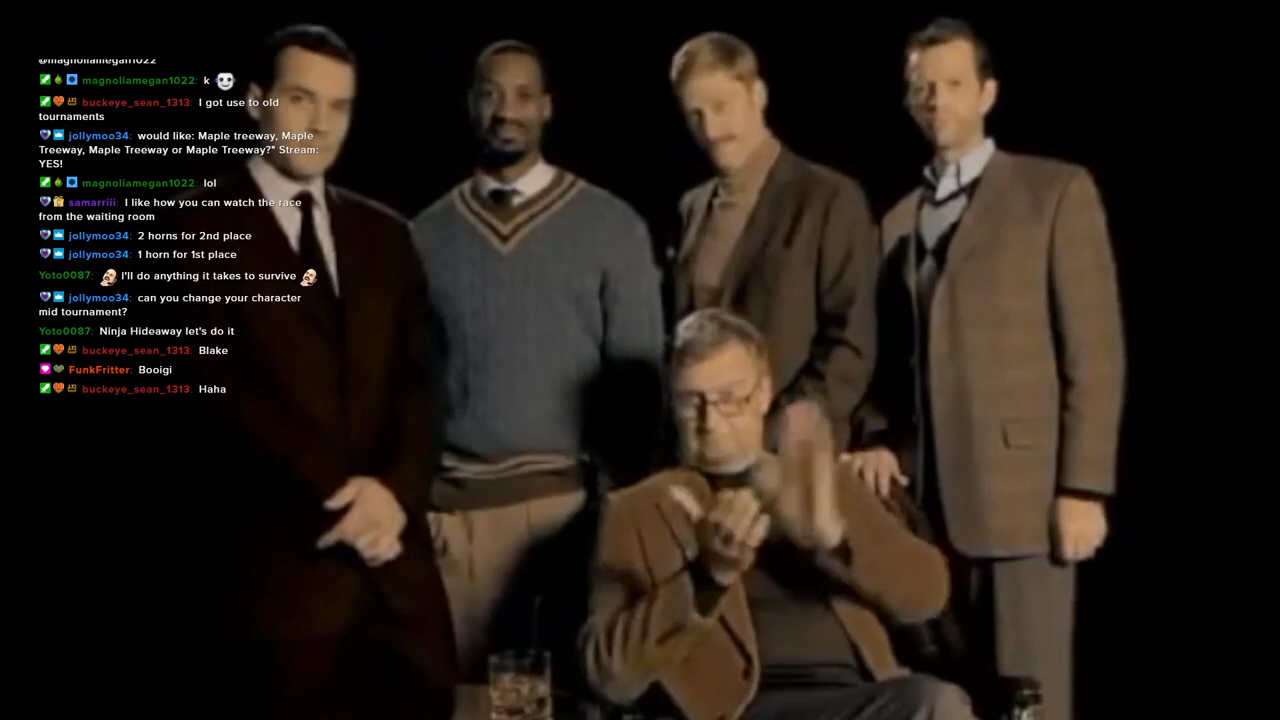 @magnoliamegan1022
magnoliamegan1022: k
buckeye_sean_1313: I got use to old
tournaments
jollymoo34: would like: Maple treeway, Maple
Treeway, Maple Treeway or Maple Treeway?" Stream:
YES!
magnoliamegan1022: lol
samarriii: I like how you can watch the race
from the waiting room
jollymoo34: 2 horns for 2nd place
jollymoo34: 1 horn for 1st place
Yoto0087: I'll do anything it takes to survive
jollymoo34: can you change your character
mid tournament?
Yoto0087: Ninja Hideaway let's do it
buckeye_sean_1313: Blake
FunkFritter: Booigi
buckeye_sean_1313: Haha